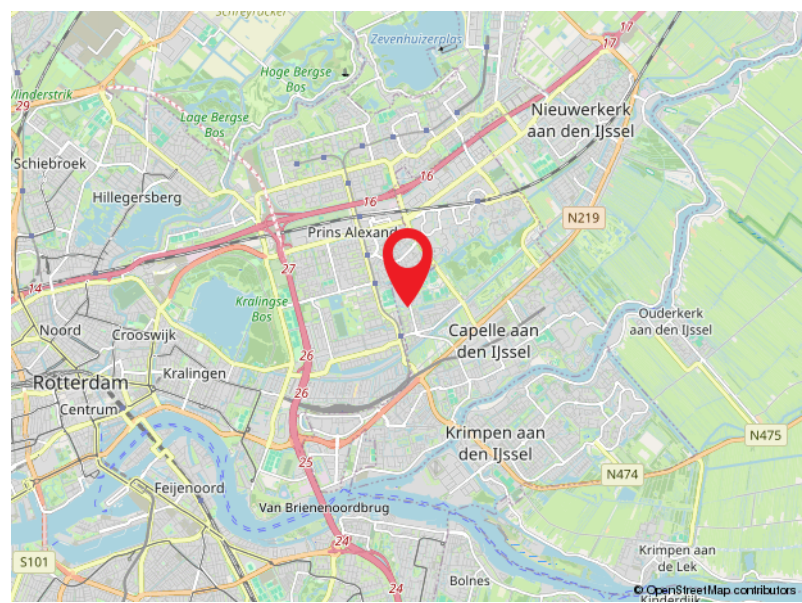 Schreyfackel
Zevenhuizerplas
17
17
Hoge Bergse
Bos
Vlinderstrik
29
Lage Bergse
Bos
Nieuwerkerk
aan den IJssel
Schiebroek
16
Hillegersberg
16
N219
Prins Alexand
27
14
Kralingse
Bos
Ouderkerk
aan den IJssel
Noord
Crooswijk
Capelle aan
den IJssel
26
Kralingen
Rotterdam
26
Centrum
Krimpen aan
den IJssel
N475
25
N474
Feijenoord
Van Brienenoordbrug
24
S101
Krimpen aan
de Lek
Bolnes
24
© OpenStreetMap contributors
Kinderdijk